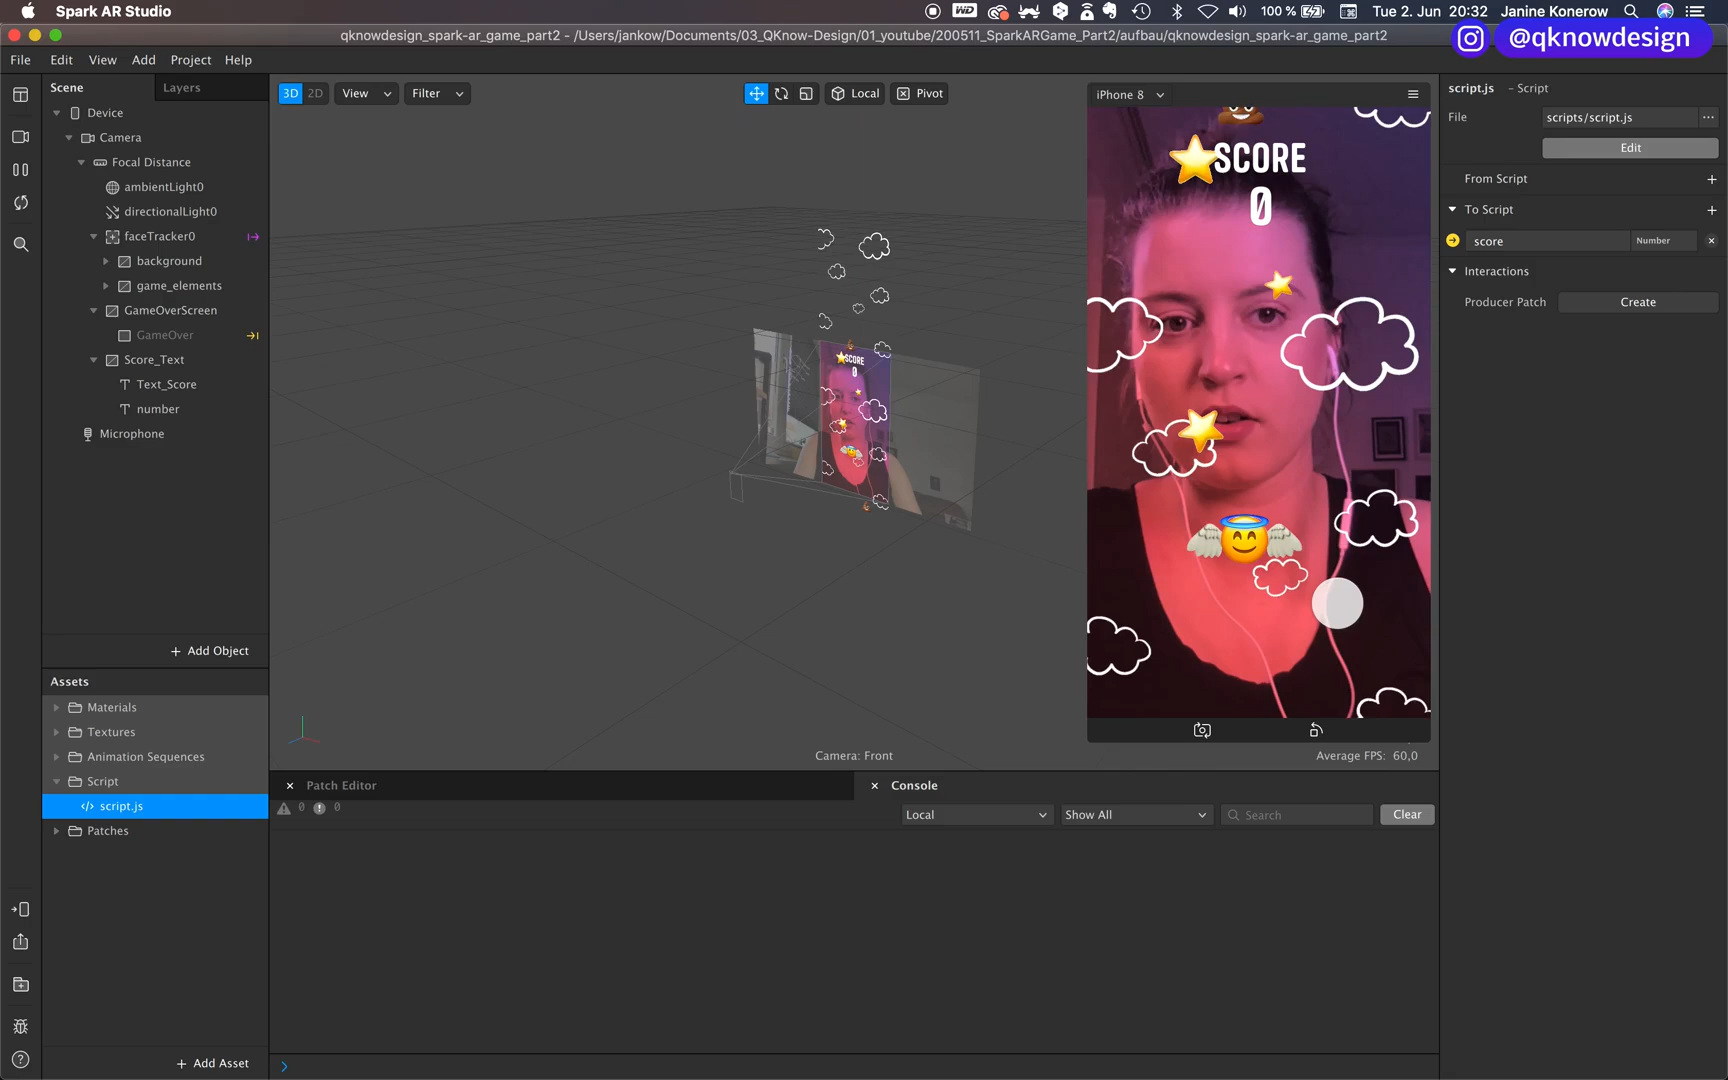 Spark AR Studio
WD
100 %
Tue 2. Jun 20:32
Janine Konerow
qknowdesign_spark-ar_game_part2 - /Users/jankow/Documents/03_QKnow-Design/01_youtube/200511_SparkARGame_Part2/aufbau/qknowdesign_spark-ar_game_part2
@qknowdesign
File Edit View Add Project Help
Scene
Layers
Device
Camera
Focal Distance
ambientLight0
directionalLight0
faceTracker0
background
game_elements
GameOverScreen
GameOver
Score_Text
Text_Score
number
Microphone
+ Add Object
Assets
Materials
Textures
Animation Sequences
Script
script.js
Patches
+ Add Asset
3D 2D
View
Filter
Local
Pivot
SCORE
0
Camera: Front
iPhone 8
SCORE
0
Average FPS: 60,0
Patch Editor
0 0
Console
Local
Show All
Search
Clear
script.js - Script
File
scripts/script.js
Edit
From Script
To Script
score
Number
Interactions
Producer Patch
Create